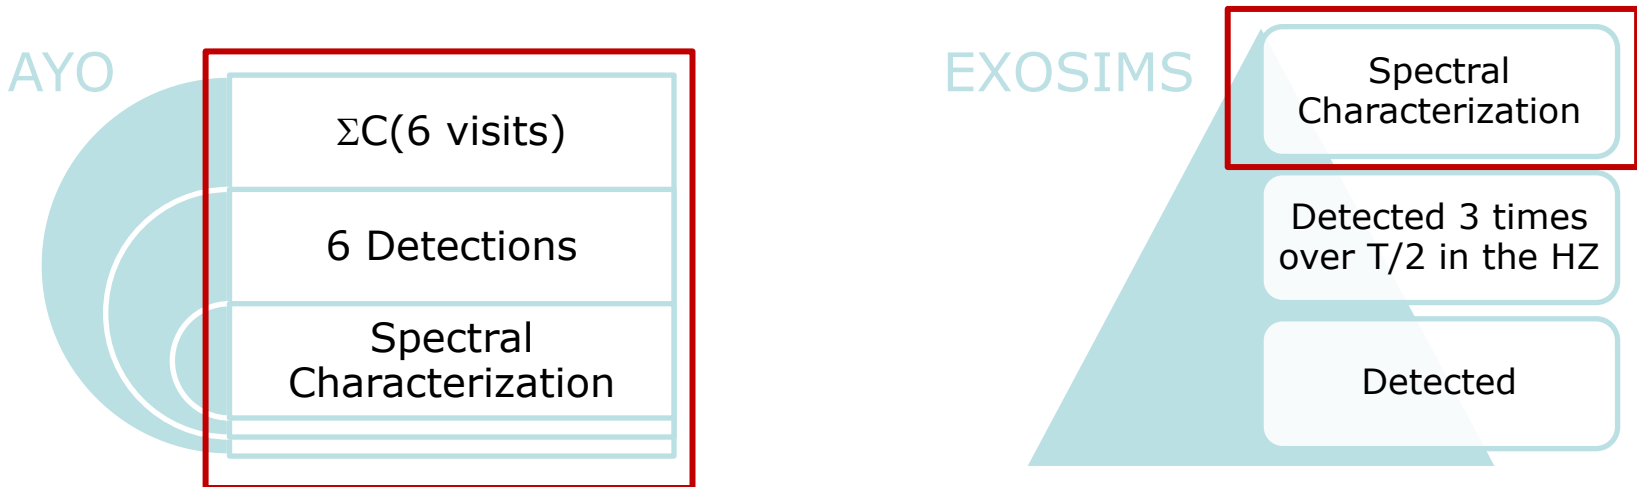 AYO
ΣC(6 visits)
6 Detections
Spectral
Characterization
EXOSIMS
Spectral
Characterization
Detected 3 times
over T/2 in the HZ
Detected